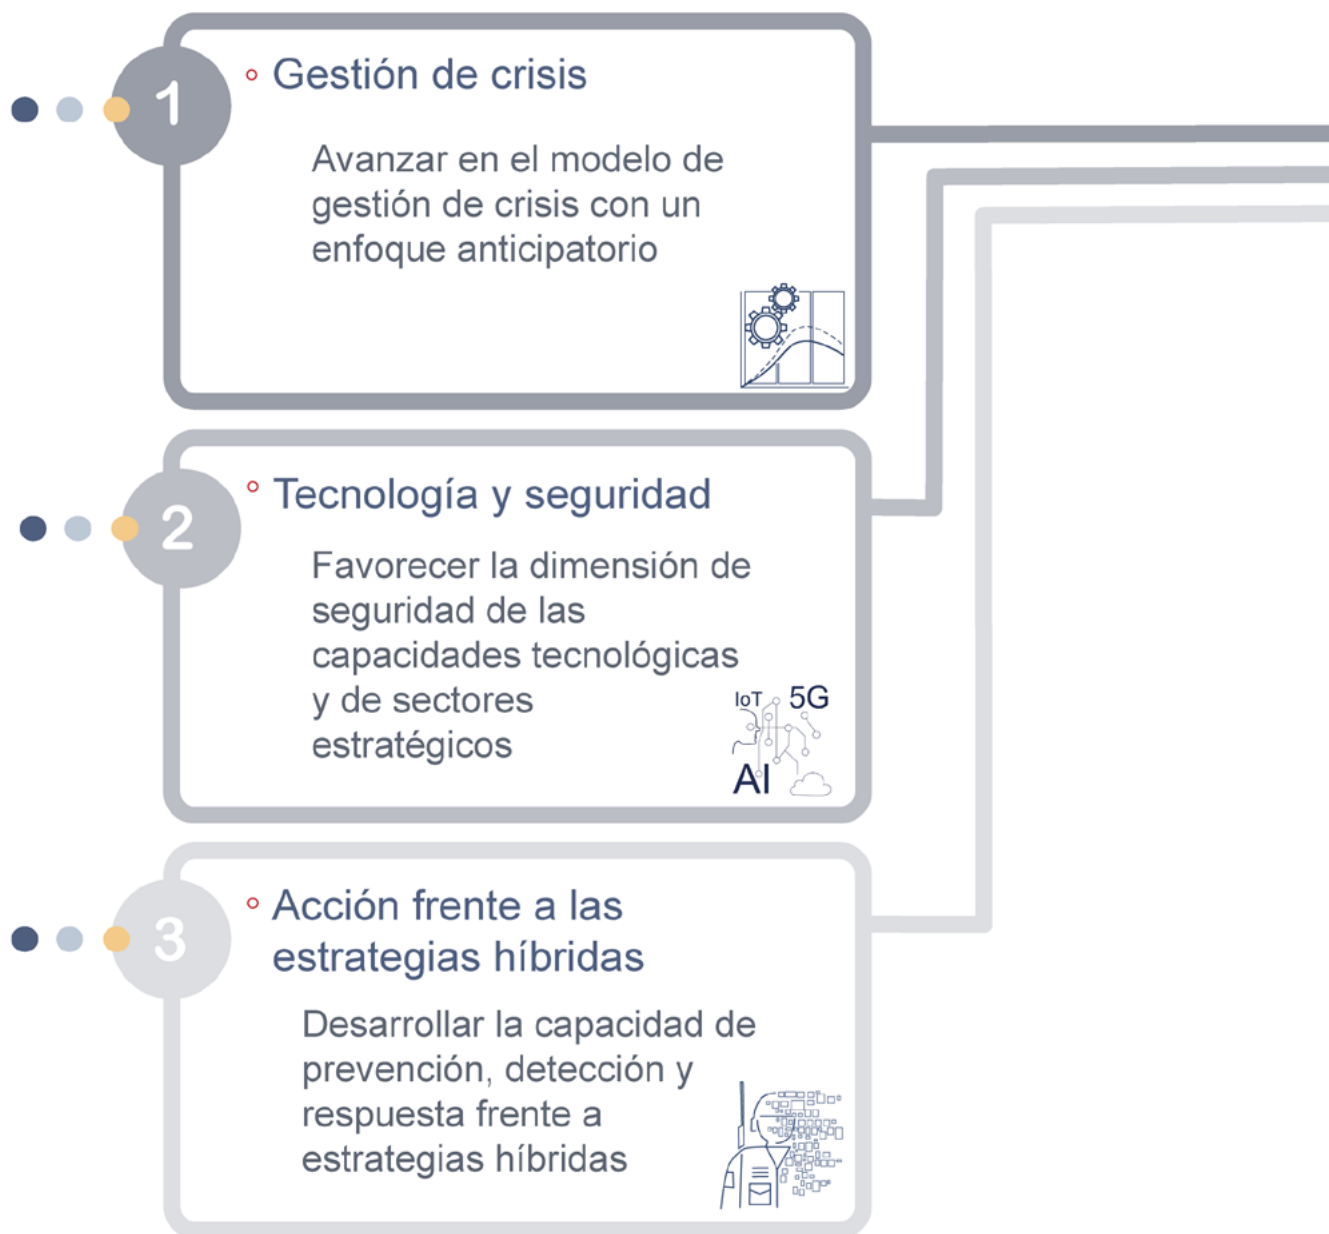 1
Gestión de crisis
Avanzar en el modelo de
gestión de crisis con un
enfoque anticipatorio
2
Tecnología y seguridad
Favorecer la dimensión de
seguridad de las
capacidades tecnológicas
y de sectores
estratégicos
IoT 5G
AI
3
Acción frente a las
estrategias híbridas
Desarrollar la capacidad de
prevención, detección y
respuesta frente a
estrategias híbridas